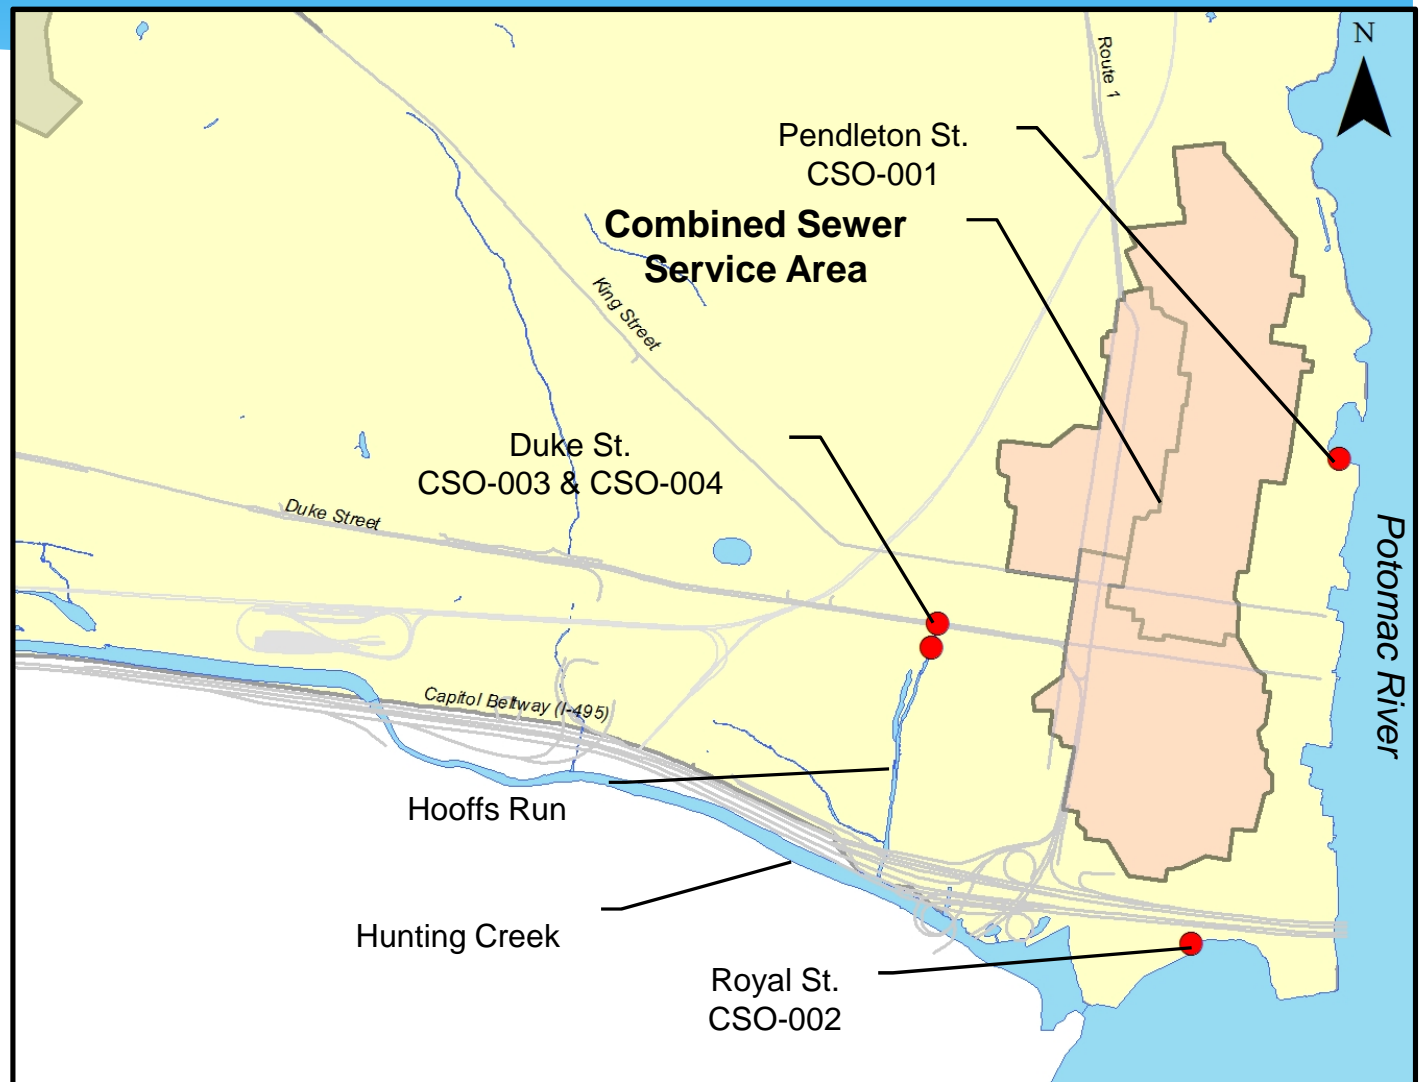 N
Route 1
Pendleton St.
CSO-001
Combined Sewer
Service Area
King Street
Duke St.
CSO-003 & CSO-004
Duke Street
Potomac River
Capitol Beltway (I-495)
Hooffs Run
Hunting Creek
Royal St.
CSO-002